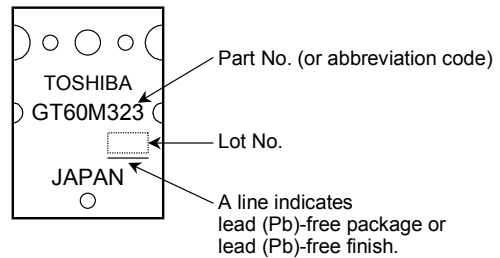 Part No. (or abbreviation code)
TOSHIBA
GT60M323
Lot No.
JAPAN
A line indicates
lead (Pb)-free package or
lead (Pb)-free finish.